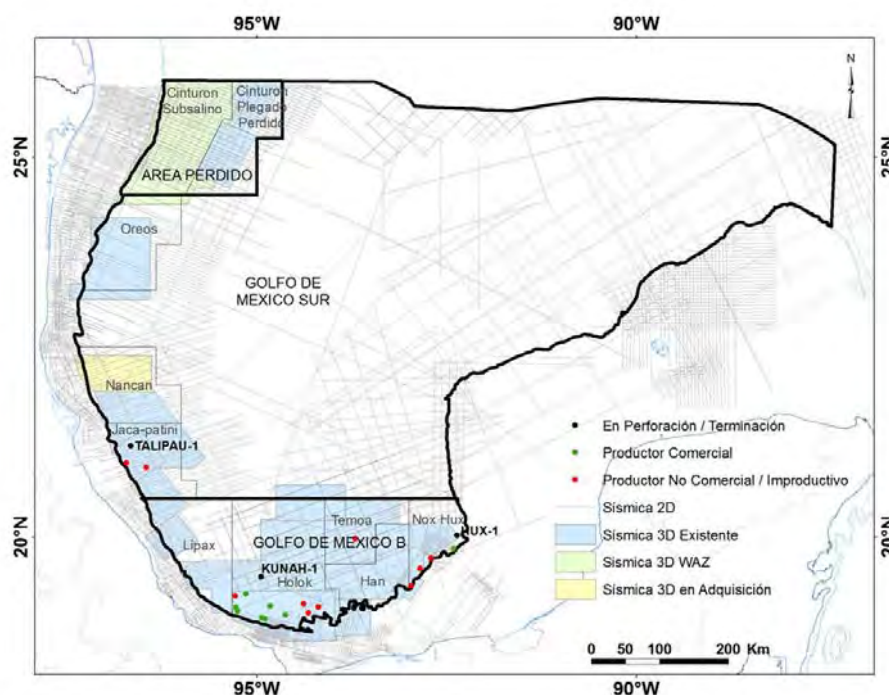 95°W
90°W
N
Cinturon
Subsalino
Cinturon
Plegado
Perdido
25°N
25°N
AREA PERDIDO
Oreos
GOLFO DE
MEXICO SUR
Nancan
Jaca-patini
TALIPAU-1
En Perforación / Terminación
Productor Comercial
Productor No Comercial / Improductivo
Sísmica 2D
Sísmica 3D Existente
Sísmica 3D WAZ
Sísmica 3D en Adquisición
20°N
20°N
Lipax
Temoa
Nox Hux
HUX-1
GOLFO DE MEXICO B
KUNAH-1
Holok
Han
0 50 100 200 Km
95°W
90°W